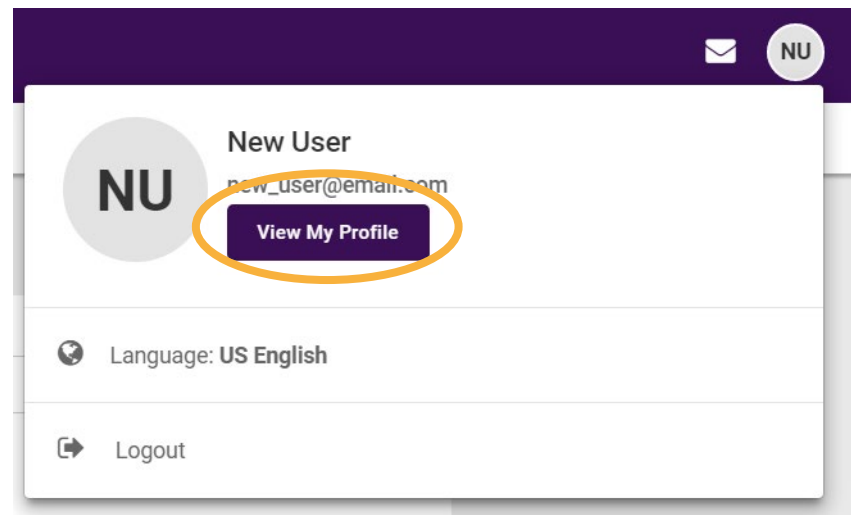 NU
NU
New User
new_user@email.com
View My Profile
Language: US English
Logout